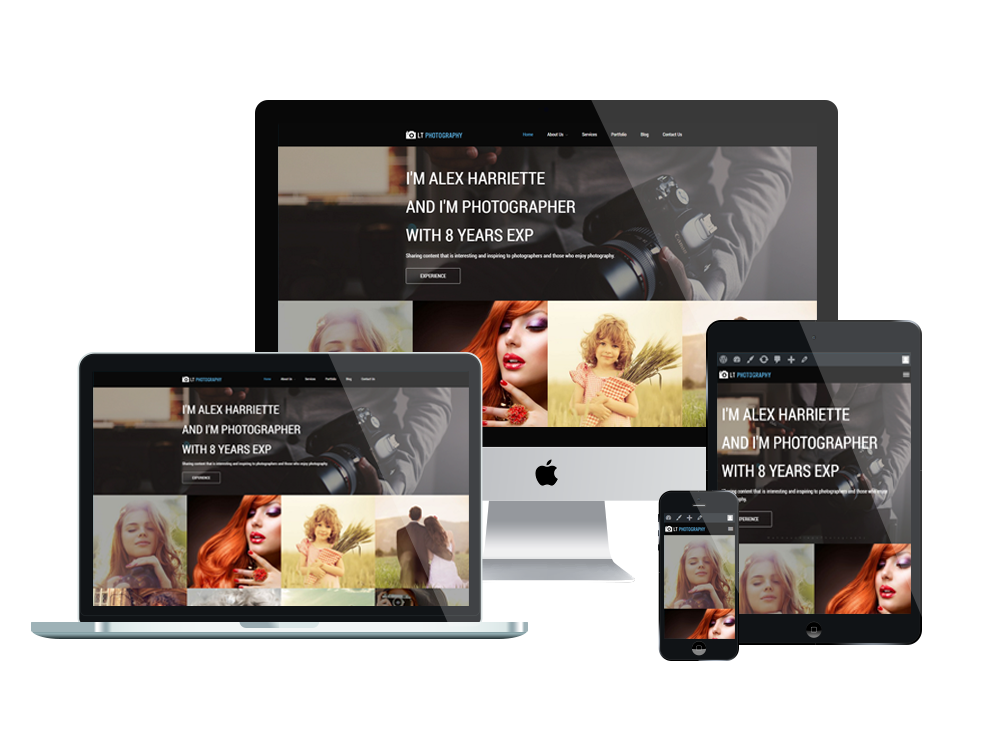 LT PHOTOGRAPHY
Home About Us Services Portfolio Blog Contact Us
I'M ALEX HARRIETTE
AND I'M PHOTOGRAPHER
WITH 8 YEARS EXP
Sharing content that is interesting and inspiring to photographers and those who enjoy photography.
EXPERIENCE
LT PHOTOGRAPHY
Home About Us Services Portfolio Blog Contact Us
I'M ALEX HARRIETTE
AND I'M PHOTOGRAPHER
WITH 8 YEARS EXP
Sharing content that is interesting and inspiring to photographers and those who enjoy photography.
EXPERIENCE
LT PHOTOGRAPHY
I'M ALEX HARRIETTE
AND I'M PHOTOGRAPHER
WITH 8 YEARS EXP
Sharing content that is interesting and inspiring to photographers and those who enjoy
LT PHOTOGRAPHY